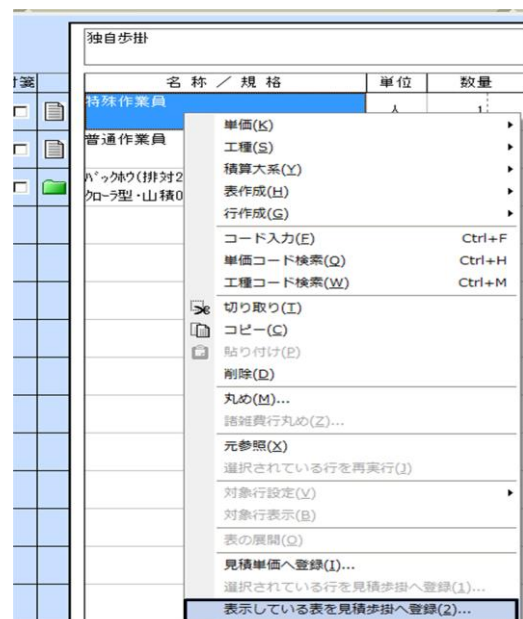 独自歩掛
付箋
名 称 ／ 規 格 単位 数量
特殊作業員 人 1
普通作業員
ﾊﾞｯｸﾎｳ(排対2
ｸﾛｰﾗ型・山積0
単価(K)
工種(S)
積算大系(Y)
表作成(H)
行作成(G)
コード入力(F) Ctrl+F
単価コード検索(Q) Ctrl+H
工種コード検索(W) Ctrl+M
切り取り(T)
コピー(C)
貼り付け(P)
削除(D)
丸め(M)...
諸雑費行丸め(Z)...
元参照(X)
選択されている行を再実行(J)
対象行設定(V)
対象行表示(B)
表の展開(O)
見積単価へ登録(I)...
選択されている行を見積歩掛へ登録(1)...
表示している表を見積歩掛へ登録(2)...